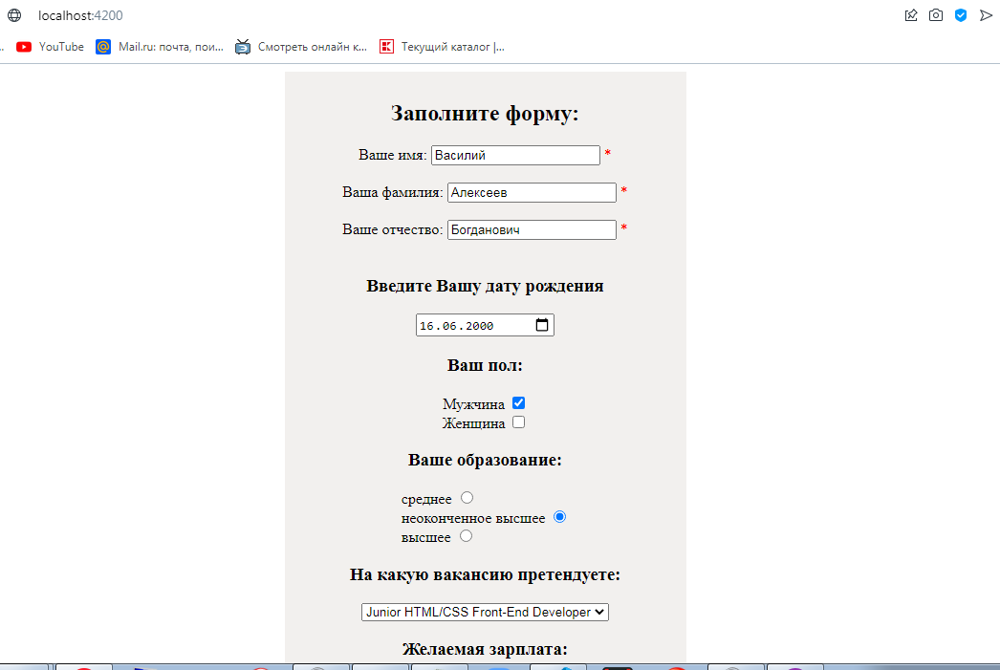 localhost:4200
YouTube Mail.ru: почта, пои... Смотреть онлайн к... Текущий каталог |...
Заполните форму:
Ваше имя: Василий *
Ваша фамилия: Алексеев *
Ваше отчество: Богданович *
Введите Вашу дату рождения
16.06.2000
Ваш пол:
Мужчина
Женщина
Ваше образование:
среднее
неоконченное высшее
высшее
На какую вакансию претендуете:
Junior HTML/CSS Front-End Developer
Желаемая зарплата: